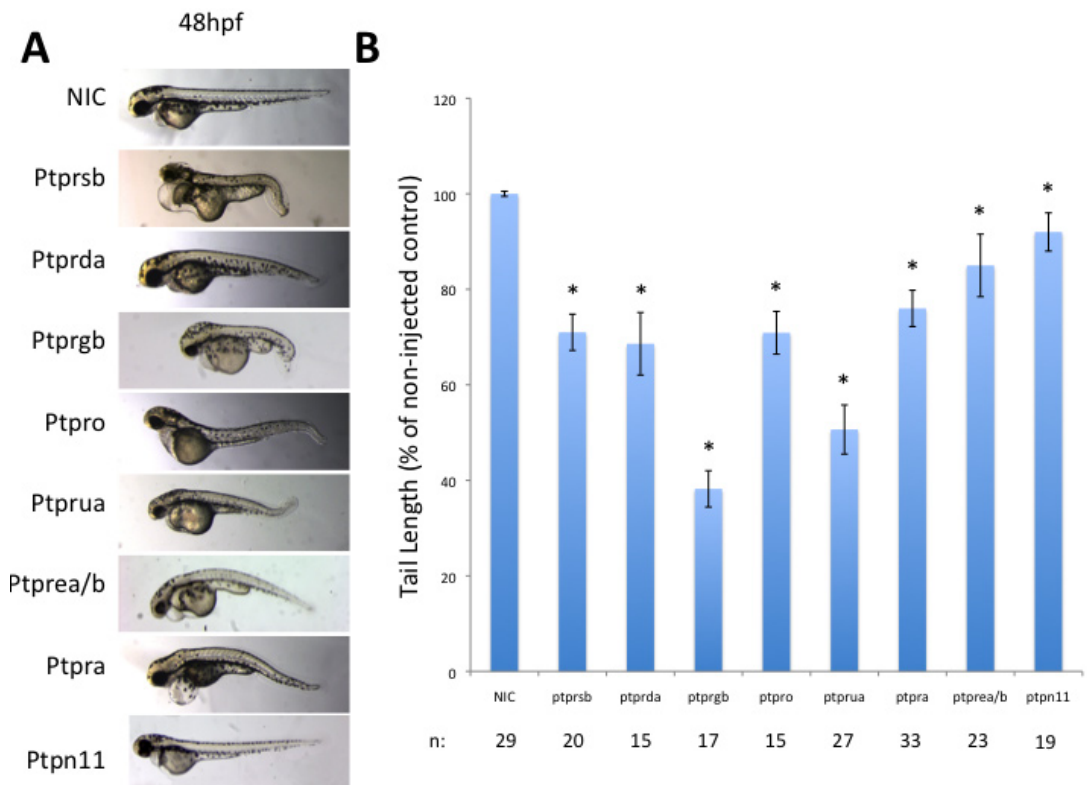 48hpf
A
NIC
Ptprsb
Ptprda
Ptprgb
Ptpro
Ptprua
Ptprea/b
Ptpra
Ptpn11
B
Tail Length (% of non-injected control)
120
100
80
60
40
20
0
* * * * * * * *
NIC ptprsb ptprda ptprgb ptpro ptprua ptpra ptprea/b ptpn11
n: 29 20 15 17 15 27 33 23 19